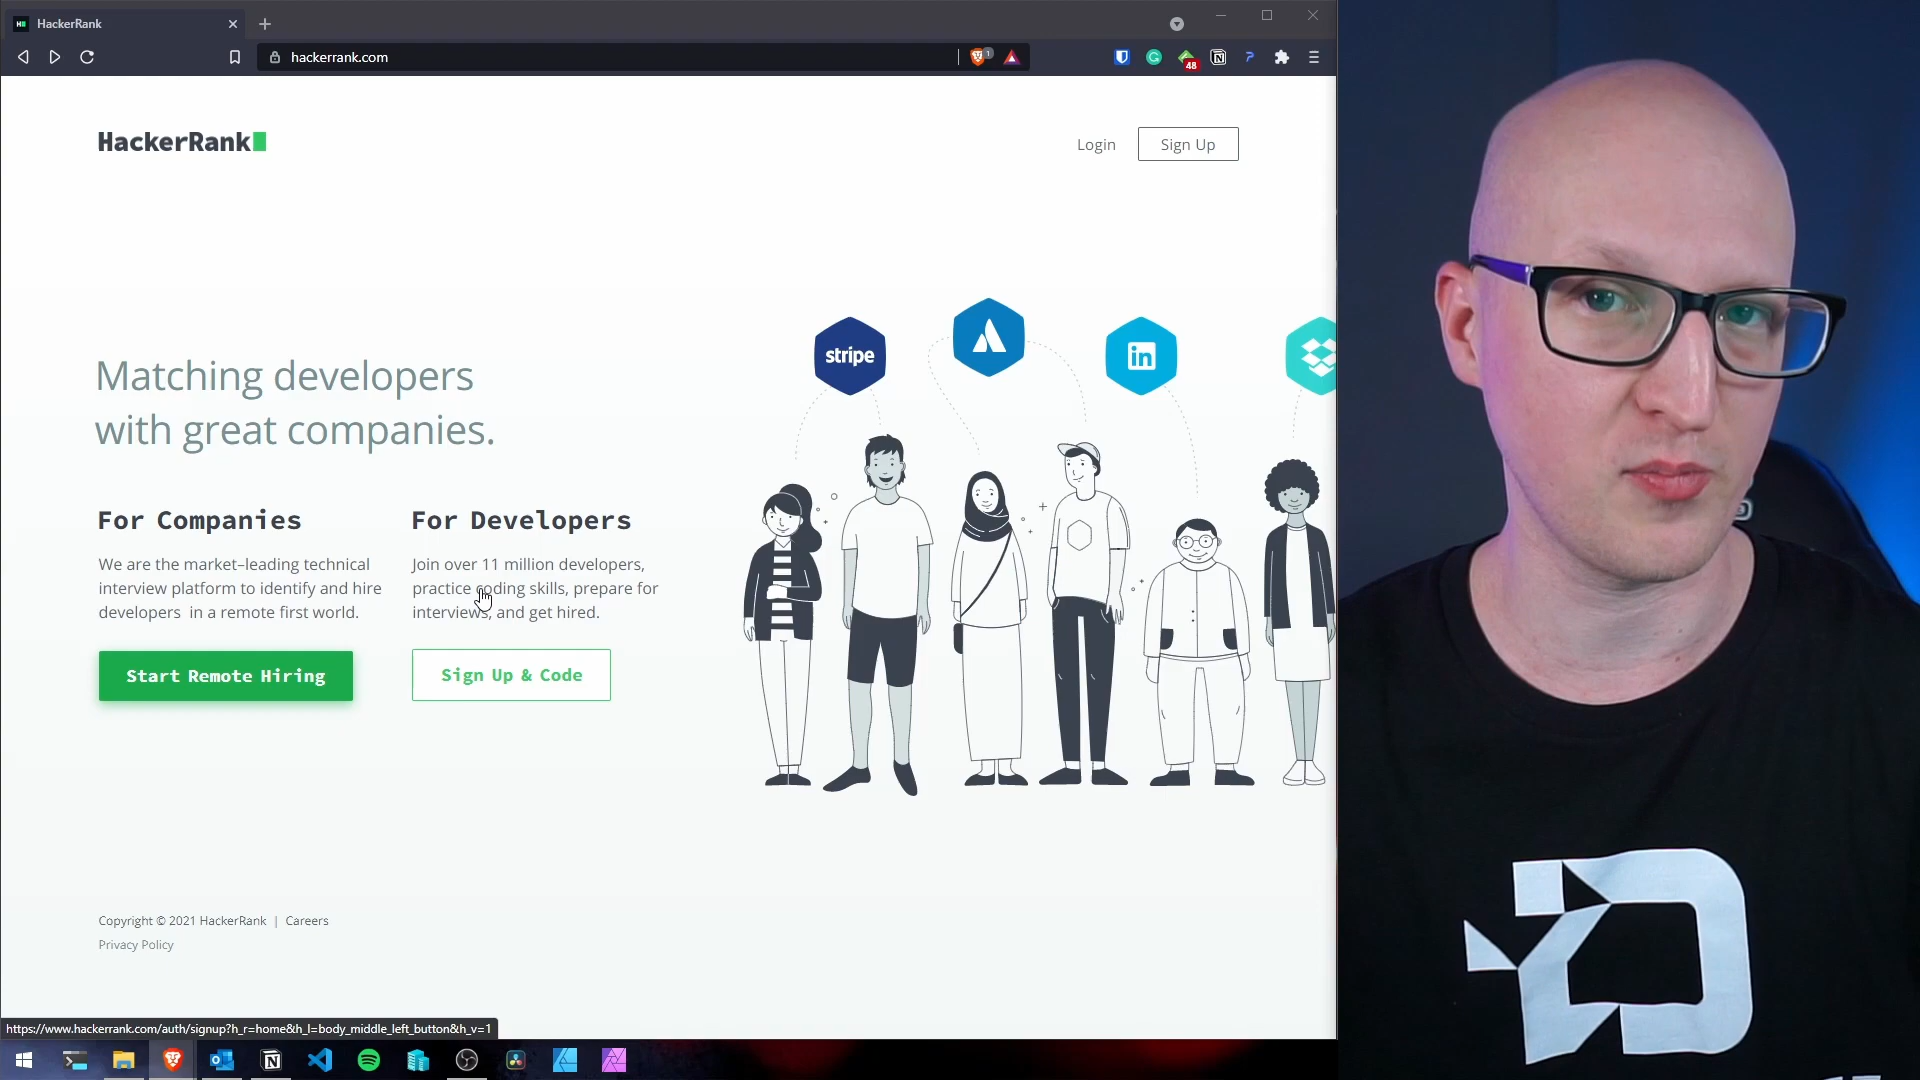 HackerRank
hackerrank.com
1
48
HackerRank
Login
Sign Up
stripe
in
Matching developers
with great companies.
For Companies
We are the market-leading technical
interview platform to identify and hire
developers in a remote first world.
Start Remote Hiring
For Developers
Join over 11 million developers,
practice coding skills, prepare for
interviews, and get hired.
Sign Up & Code
Copyright © 2021 HackerRank | Careers
Privacy Policy
https://www.hackerrank.com/auth/signup?h_r=home&h_l=body_middle_left_button&h_v=1